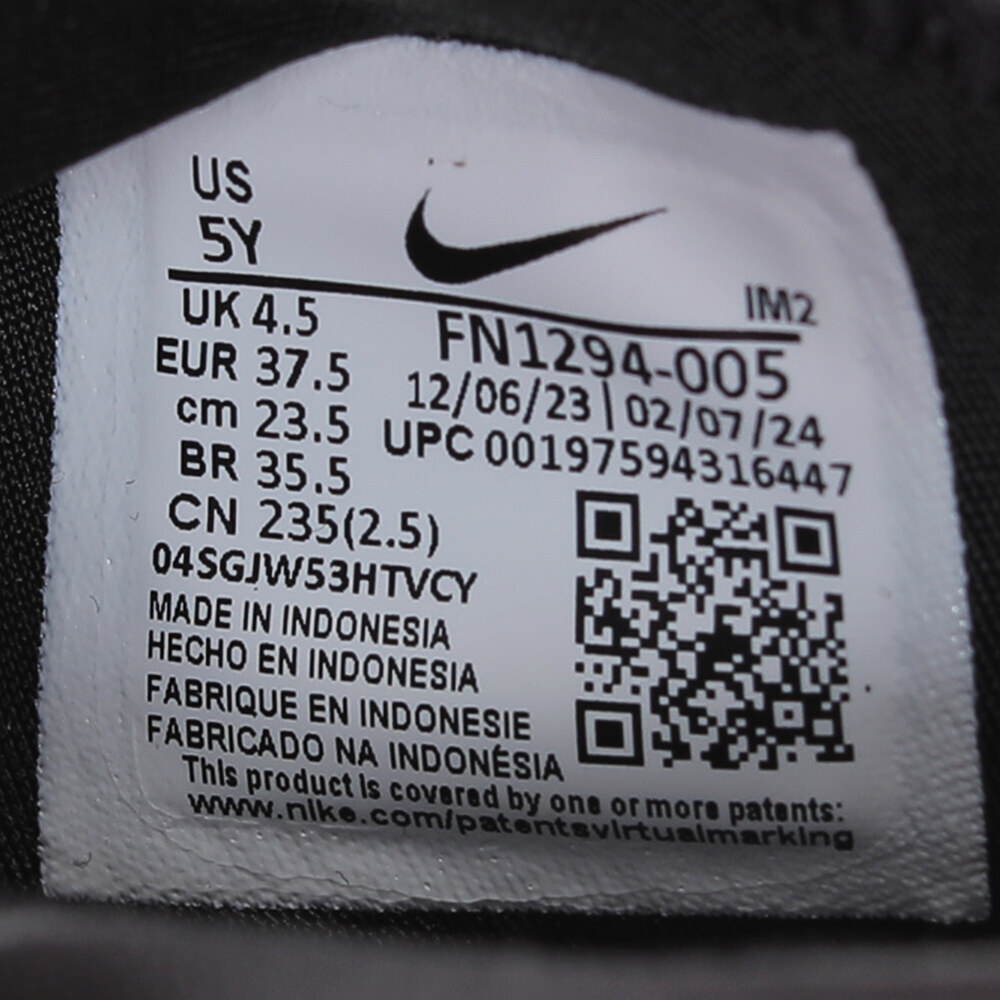 US
5Y
IM2
UK 4.5
EUR 37.5
cm 23.5
BR 35.5
CN 235(2.5)
FN1294-005
12/06/23 | 02/07/24
UPC 00197594316447
04SGJW53HTVCY
MADE IN INDONESIA
HECHO EN INDONESIA
FABRIQUE EN INDONESIE
FABRICADO NA INDONÉSIA
This product is covered by one or more patents:
www.nike.com/patentsvirtualmarking